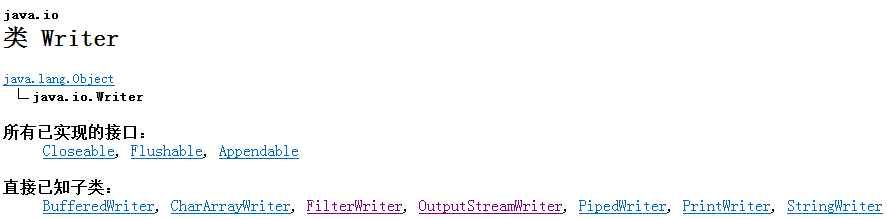 java.io
类 Writer
java.lang.Object
java.io.Writer
所有已实现的接口：
Closeable, Flushable, Appendable
直接已知子类：
BufferedWriter, CharArrayWriter, FilterWriter, OutputStreamWriter, PipedWriter, PrintWriter, StringWriter